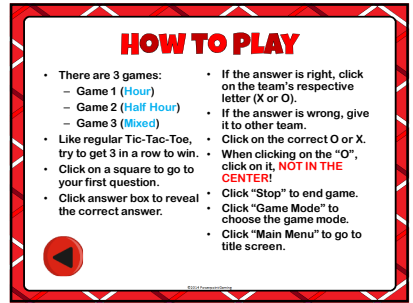 HOW TO PLAY
• There are 3 games:
– Game 1 (Hour)
– Game 2 (Half Hour)
– Game 3 (Mixed)
• Like regular Tic-Tac-Toe,
try to get 3 in a row to win.
• Click on a square to go to
your first question.
• Click answer box to reveal
the correct answer.
• If the answer is right, click
on the team's respective
letter (X or O).
• If the answer is wrong, give
it to other team.
• Click on the correct O or X.
• When clicking on the "O",
click on it, NOT IN THE
CENTER!
• Click "Stop" to end game.
• Click "Game Mode" to
choose the game mode.
• Click "Main Menu" to go to
title screen.
©2014 Powerpoint Gaming